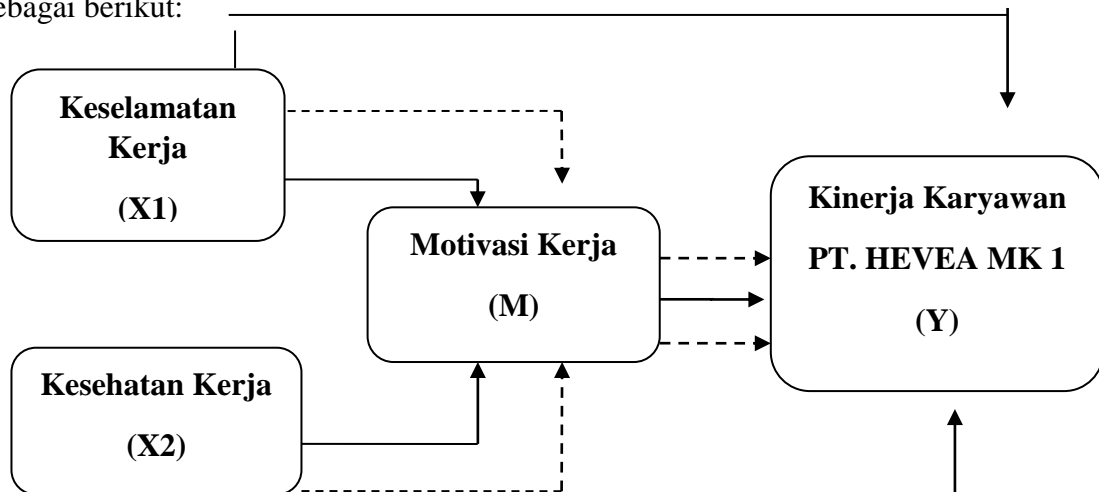 sebagai berikut:
Keselamatan
Kerja
(X1)
Motivasi Kerja
(M)
Kinerja Karyawan
PT. HEVEA MK 1
(Y)
Kesehatan Kerja
(X2)